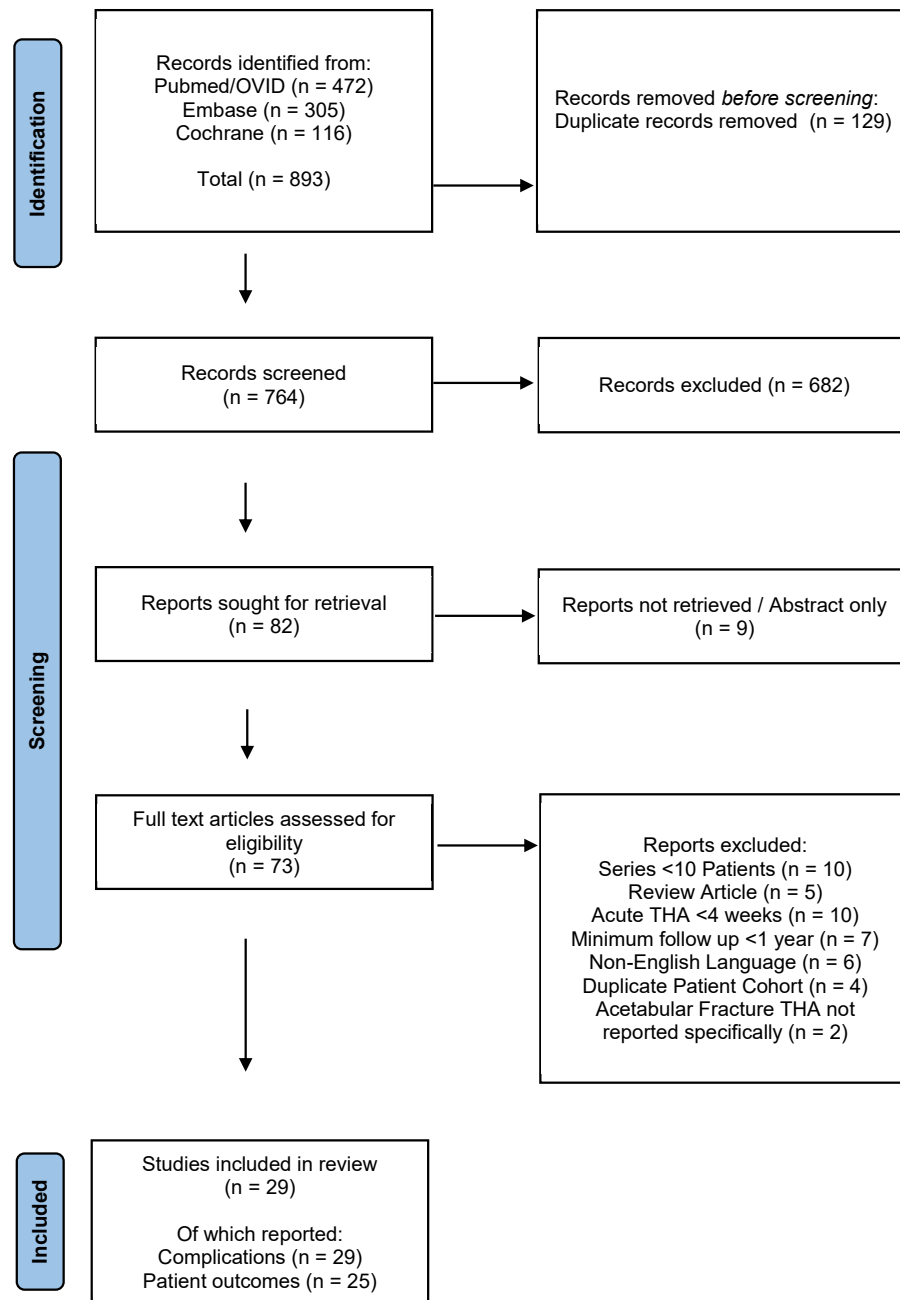 Identification
Records identified from:
Pubmed/OVID (n = 472)
Embase (n = 305)
Cochrane (n = 116)
Total (n = 893)
Records removed before screening:
Duplicate records removed  (n = 129)
Records screened
(n = 764)
Records excluded (n = 682)
Screening
Reports sought for retrieval
(n = 82)
Reports not retrieved / Abstract only
(n = 9)
Full text articles assessed for
eligibility
(n = 73)
Reports excluded:
Series <10 Patients (n = 10)
Review Article (n = 5)
Acute THA <4 weeks (n = 10)
Minimum follow up <1 year (n = 7)
Non-English Language (n = 6)
Duplicate Patient Cohort (n = 4)
Acetabular Fracture THA not
reported specifically (n = 2)
Included
Studies included in review
(n = 29)
Of which reported:
Complications (n = 29)
Patient outcomes (n = 25)